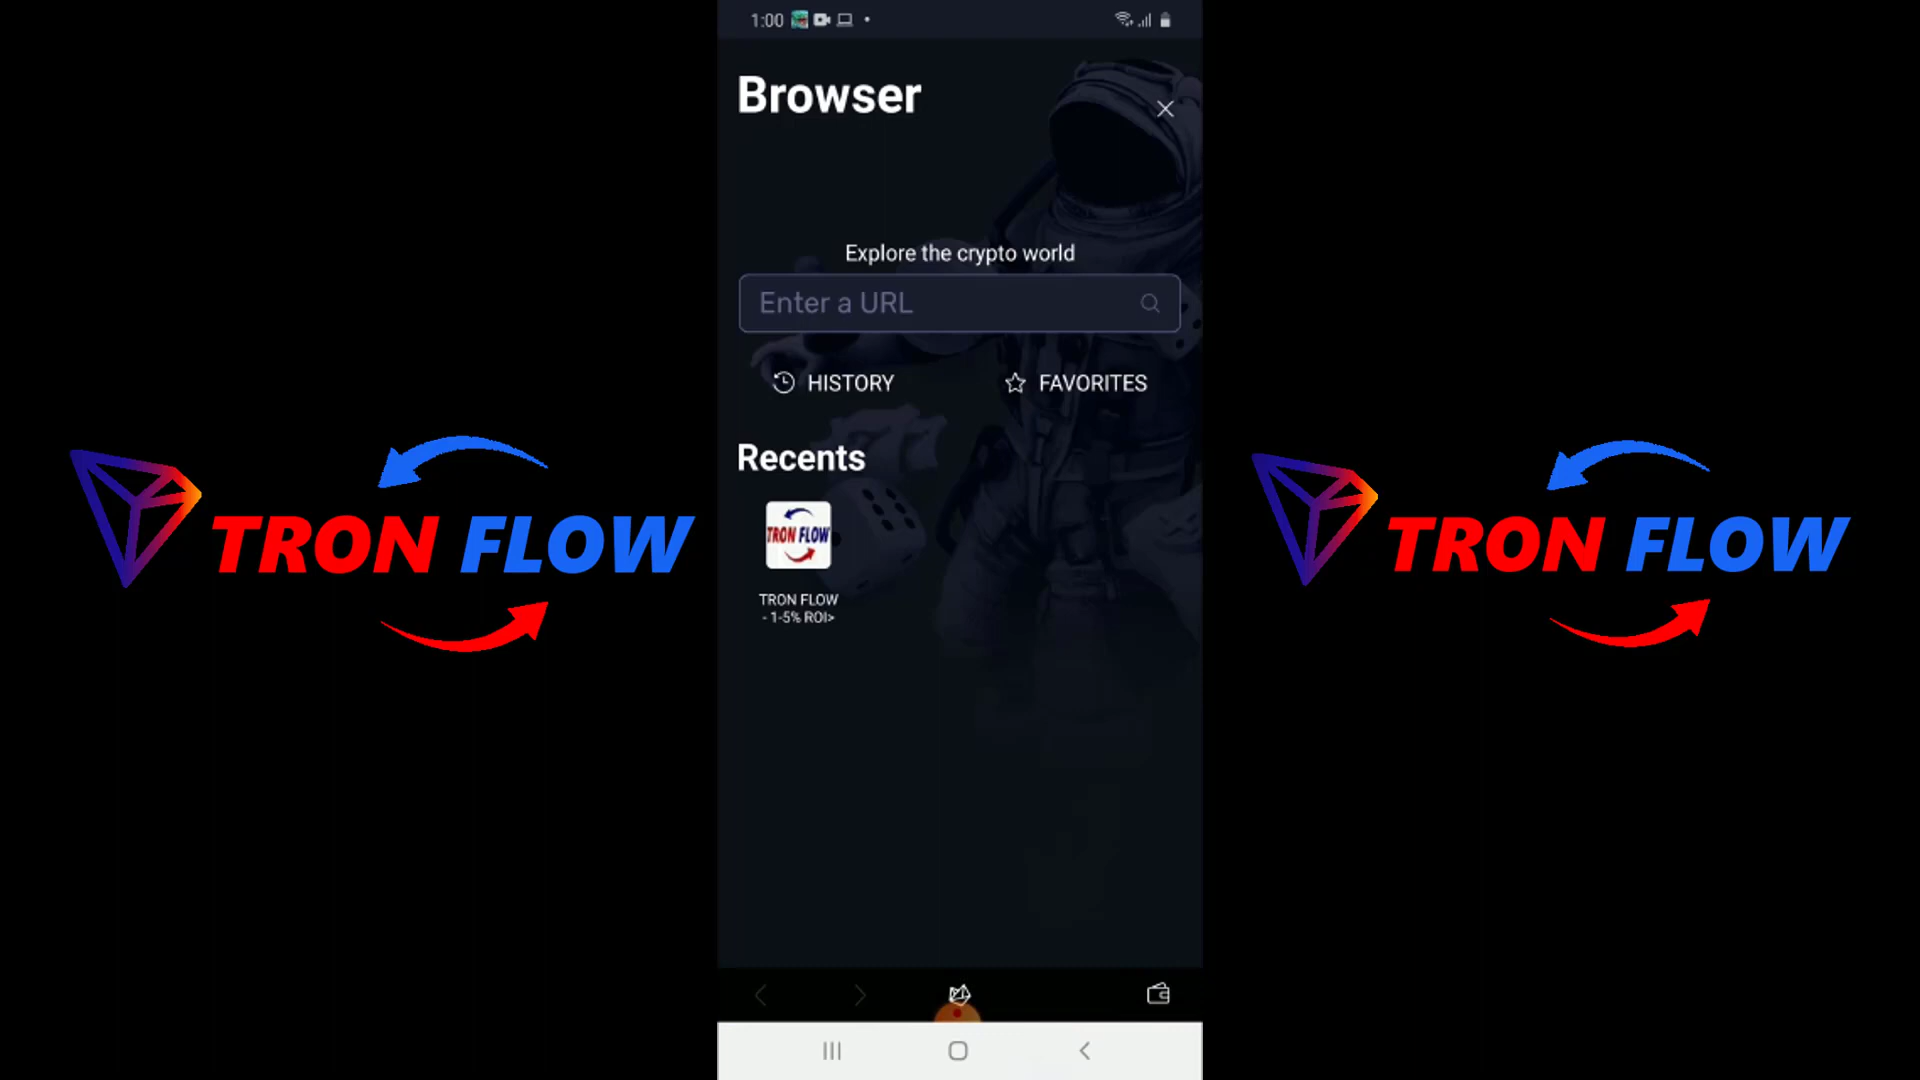 1:00
Browser
Explore the crypto world
Enter a URL
HISTORY
FAVORITES
Recents
TRON FLOW
TRON FLOW
- 1-5% ROI>
TRON FLOW
TRON FLOW